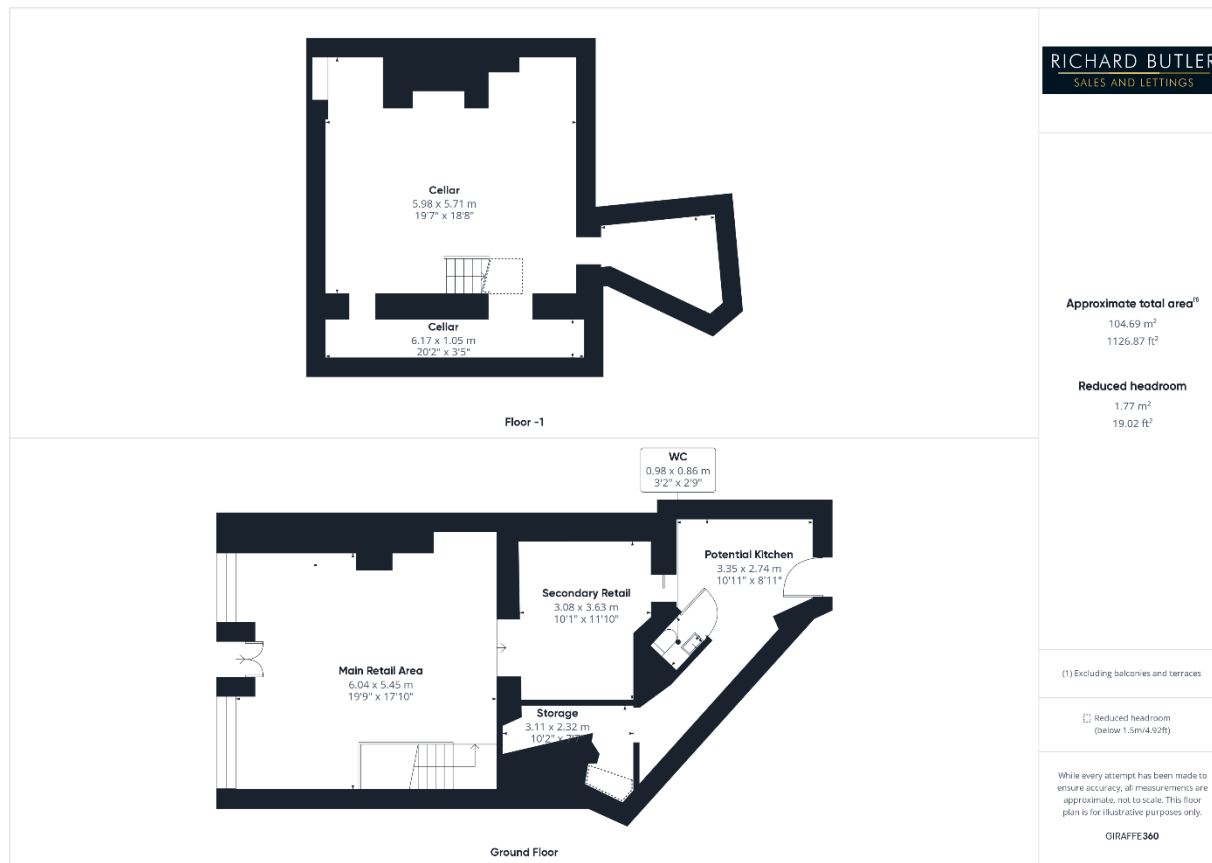 Cellar
5.98 x 5.71 m
19'7" x 18'8"
Cellar
6.17 x 1.05 m
20'2" x 3'5"
Floor -1
WC
0.98 x 0.86 m
3'2" x 2'9"
Potential Kitchen
3.35 x 2.74 m
10'11" x 8'11"
Secondary Retail
3.08 x 3.63 m
10'1" x 11'10"
Main Retail Area
6.04 x 5.45 m
19'9" x 17'10"
Storage
3.11 x 2.32 m
10'2" x 7'7"
Ground Floor
RICHARD BUTLER
SALES AND LETTINGS
Approximate total area⁽¹⁾
104.69 m²
1126.87 ft²
Reduced headroom
1.77 m²
19.02 ft²
(1) Excluding balconies and terraces
Reduced headroom
(below 1.5m/4.92ft)
While every attempt has been made to
ensure accuracy, all measurements are
approximate, not to scale. This floor
plan is for illustrative purposes only.
GIRAFFE360